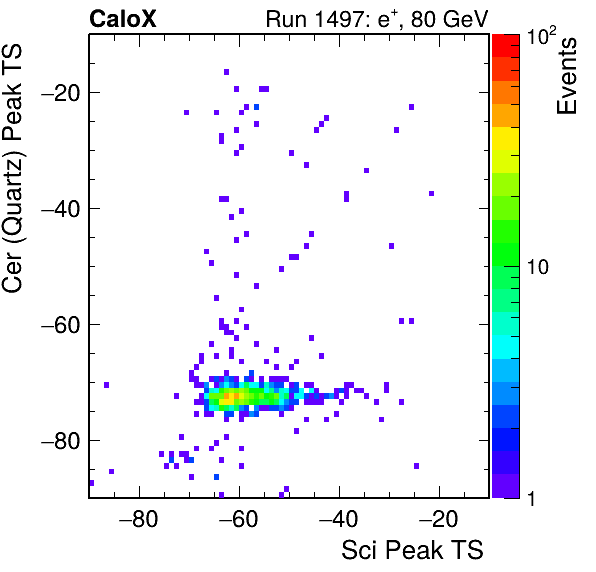 CaloX Run 1497: e⁺, 80 GeV
Cer (Quartz) Peak TS
−20
−40
−60
−80
−80 −60 −40 −20
Sci Peak TS
10²
10
1
Events